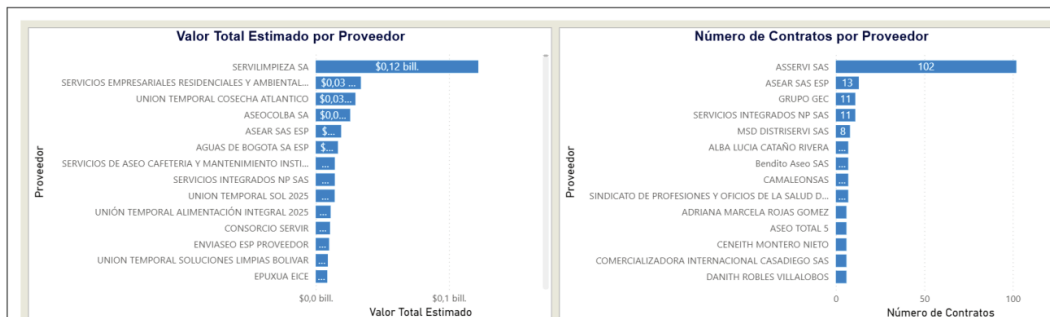 Valor Total Estimado por Proveedor
Proveedor
SERVILIMPIEZA SA $0,12 bill.
SERVICIOS EMPRESARIALES RESIDENCIALES Y AMBIENTAL... $0,03 ...
UNION TEMPORAL COSECHA ATLANTICO $0,03...
ASEOCOLBA SA $0,0...
ASEAR SAS ESP $...
AGUAS DE BOGOTA SA ESP $...
SERVICIOS DE ASEO CAFETERIA Y MANTENIMIENTO INSTI... ...
SERVICIOS INTEGRADOS NP SAS ...
UNION TEMPORAL SOL 2025 ...
UNIÓN TEMPORAL ALIMENTACIÓN INTEGRAL 2025 ...
CONSORCIO SERVIR ...
ENVIASEO ESP PROVEEDOR ...
UNION TEMPORAL SOLUCIONES LIMPIAS BOLIVAR ...
EPUXUA EICE ...
$0,0 bill. $0,1 bill.
Valor Total Estimado
Número de Contratos por Proveedor
Proveedor
ASSERVI SAS 102
ASEAR SAS ESP 13
GRUPO GEC 11
SERVICIOS INTEGRADOS NP SAS 11
MSD DISTRISERVI SAS 8
ALBA LUCIA CATAÑO RIVERA ...
Bendito Aseo SAS ...
CAMALEONSAS ...
SINDICATO DE PROFESIONES Y OFICIOS DE LA SALUD D... ...
ADRIANA MARCELA ROJAS GOMEZ
ASEO TOTAL 5
CENEITH MONTERO NIETO
COMERCIALIZADORA INTERNACIONAL CASADIEGO SAS
DANITH ROBLES VILLALOBOS
0 50 100
Número de Contratos